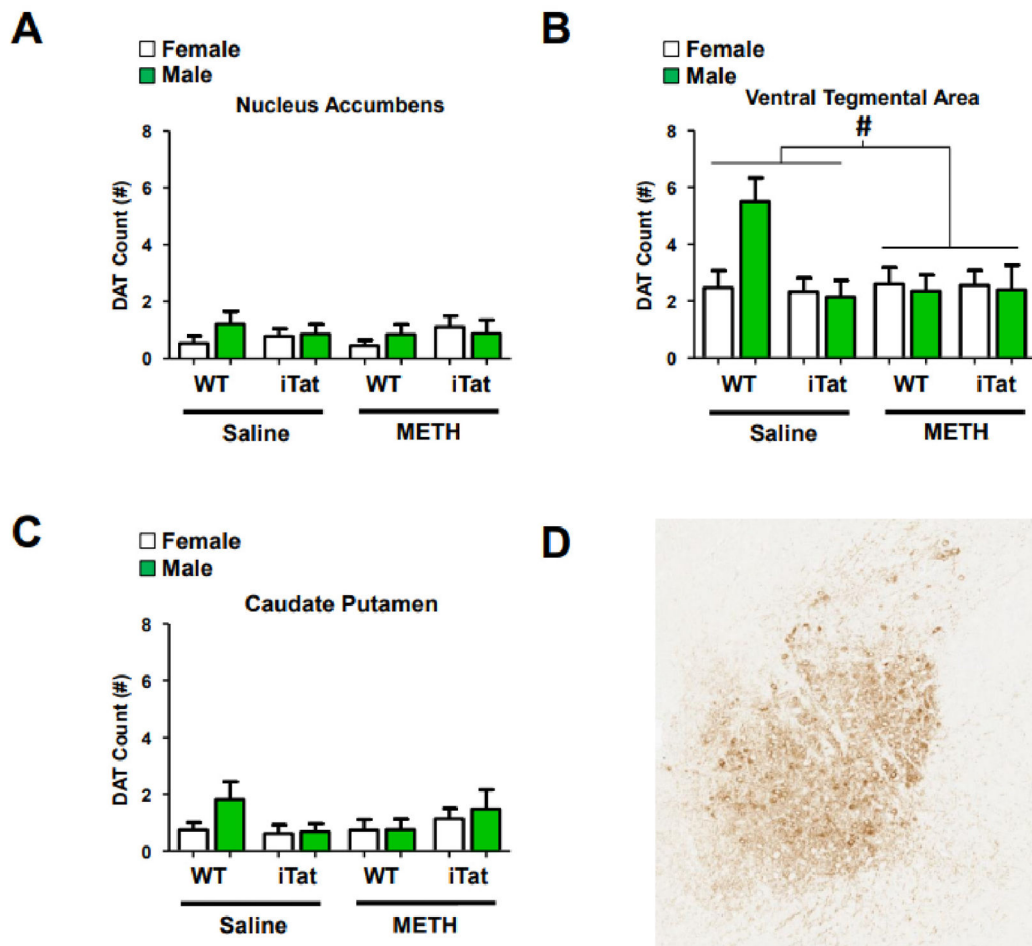 A
Female
Male
Nucleus Accumbens
DAT Count (#)
8
6
4
2
0
WT iTat WT iTat
Saline METH
B
Female
Male
Ventral Tegmental Area
#
DAT Count (#)
8
6
4
2
0
WT iTat WT iTat
Saline METH
C
Female
Male
Caudate Putamen
DAT Count (#)
8
6
4
2
0
WT iTat WT iTat
Saline METH
D